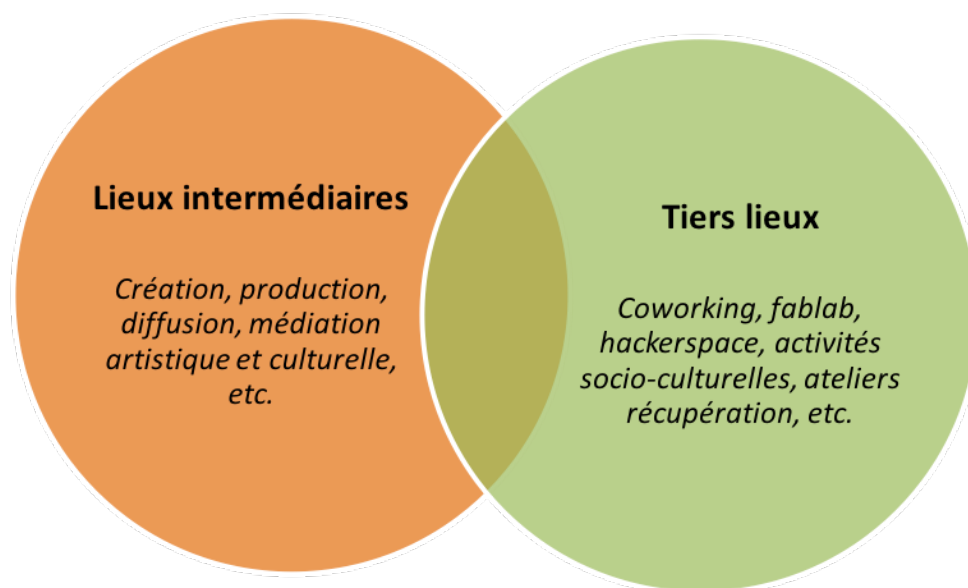 Lieux intermédiaires
Création, production,
diffusion, médiation
artistique et culturelle,
etc.
Tiers lieux
Coworking, fablab,
hackerspace, activités
socio-culturelles, ateliers
récupération, etc.